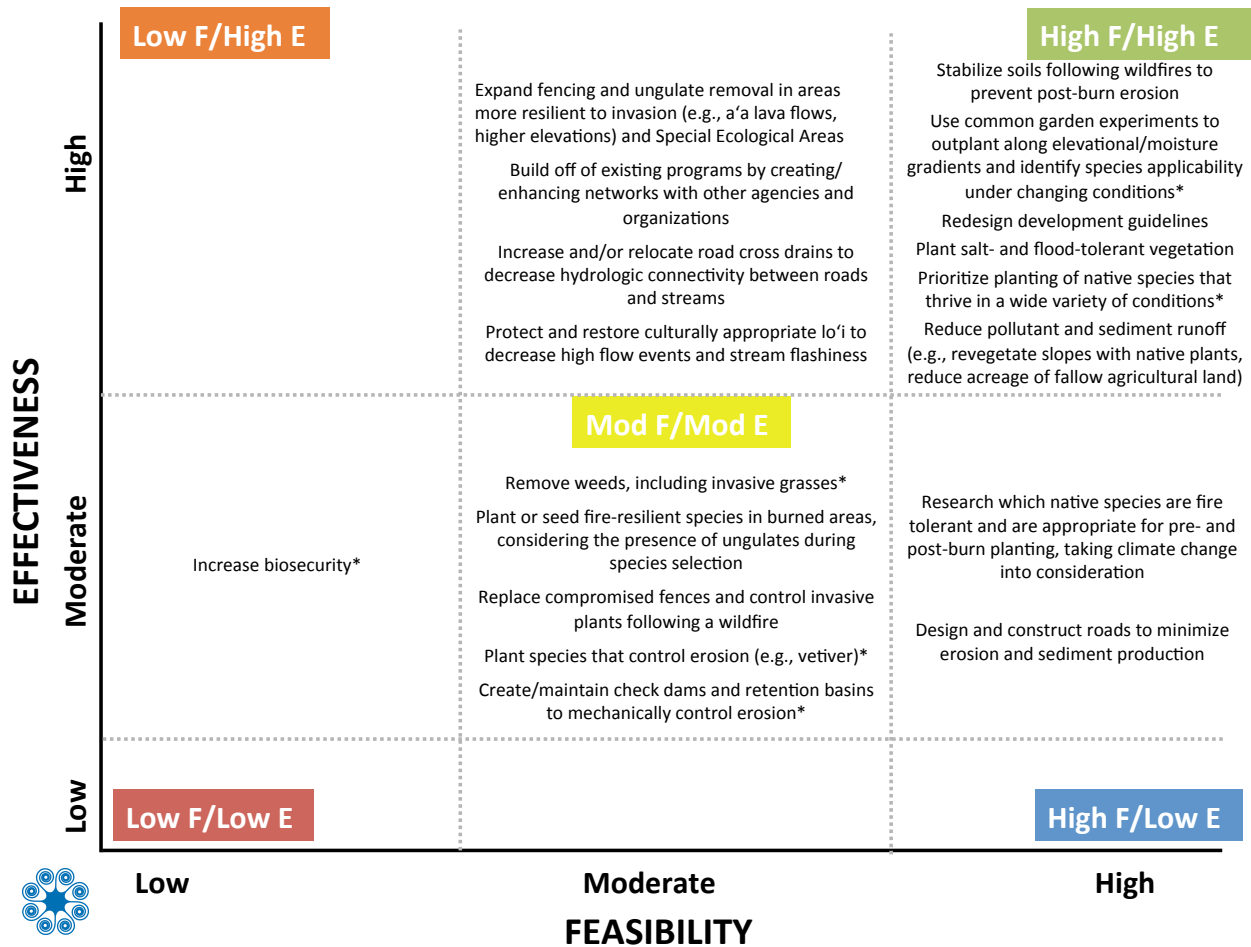 Low F/High E
High F/High E
Expand fencing and ungulate removal in areas
more resilient to invasion (e.g., a‘a lava flows,
higher elevations) and Special Ecological Areas
Build off of existing programs by creating/
enhancing networks with other agencies and
organizations
Increase and/or relocate road cross drains to
decrease hydrologic connectivity between roads
and streams
Protect and restore culturally appropriate lo‘i to
decrease high flow events and stream flashiness
Stabilize soils following wildfires to
prevent post-burn erosion
Use common garden experiments to
outplant along elevational/moisture
gradients and identify species applicability
under changing conditions*
Redesign development guidelines
Plant salt- and flood-tolerant vegetation
Prioritize planting of native species that
thrive in a wide variety of conditions*
Reduce pollutant and sediment runoff
(e.g., revegetate slopes with native plants,
reduce acreage of fallow agricultural land)
High
EFFECTIVENESS
Moderate
Low
Mod F/Mod E
Increase biosecurity*
Remove weeds, including invasive grasses*
Plant or seed fire-resilient species in burned areas,
considering the presence of ungulates during
species selection
Replace compromised fences and control invasive
plants following a wildfire
Plant species that control erosion (e.g., vetiver)*
Create/maintain check dams and retention basins
to mechanically control erosion*
Research which native species are fire
tolerant and are appropriate for pre- and
post-burn planting, taking climate change
into consideration
Design and construct roads to minimize
erosion and sediment production
Low F/Low E
High F/Low E
Low
Moderate
High
FEASIBILITY